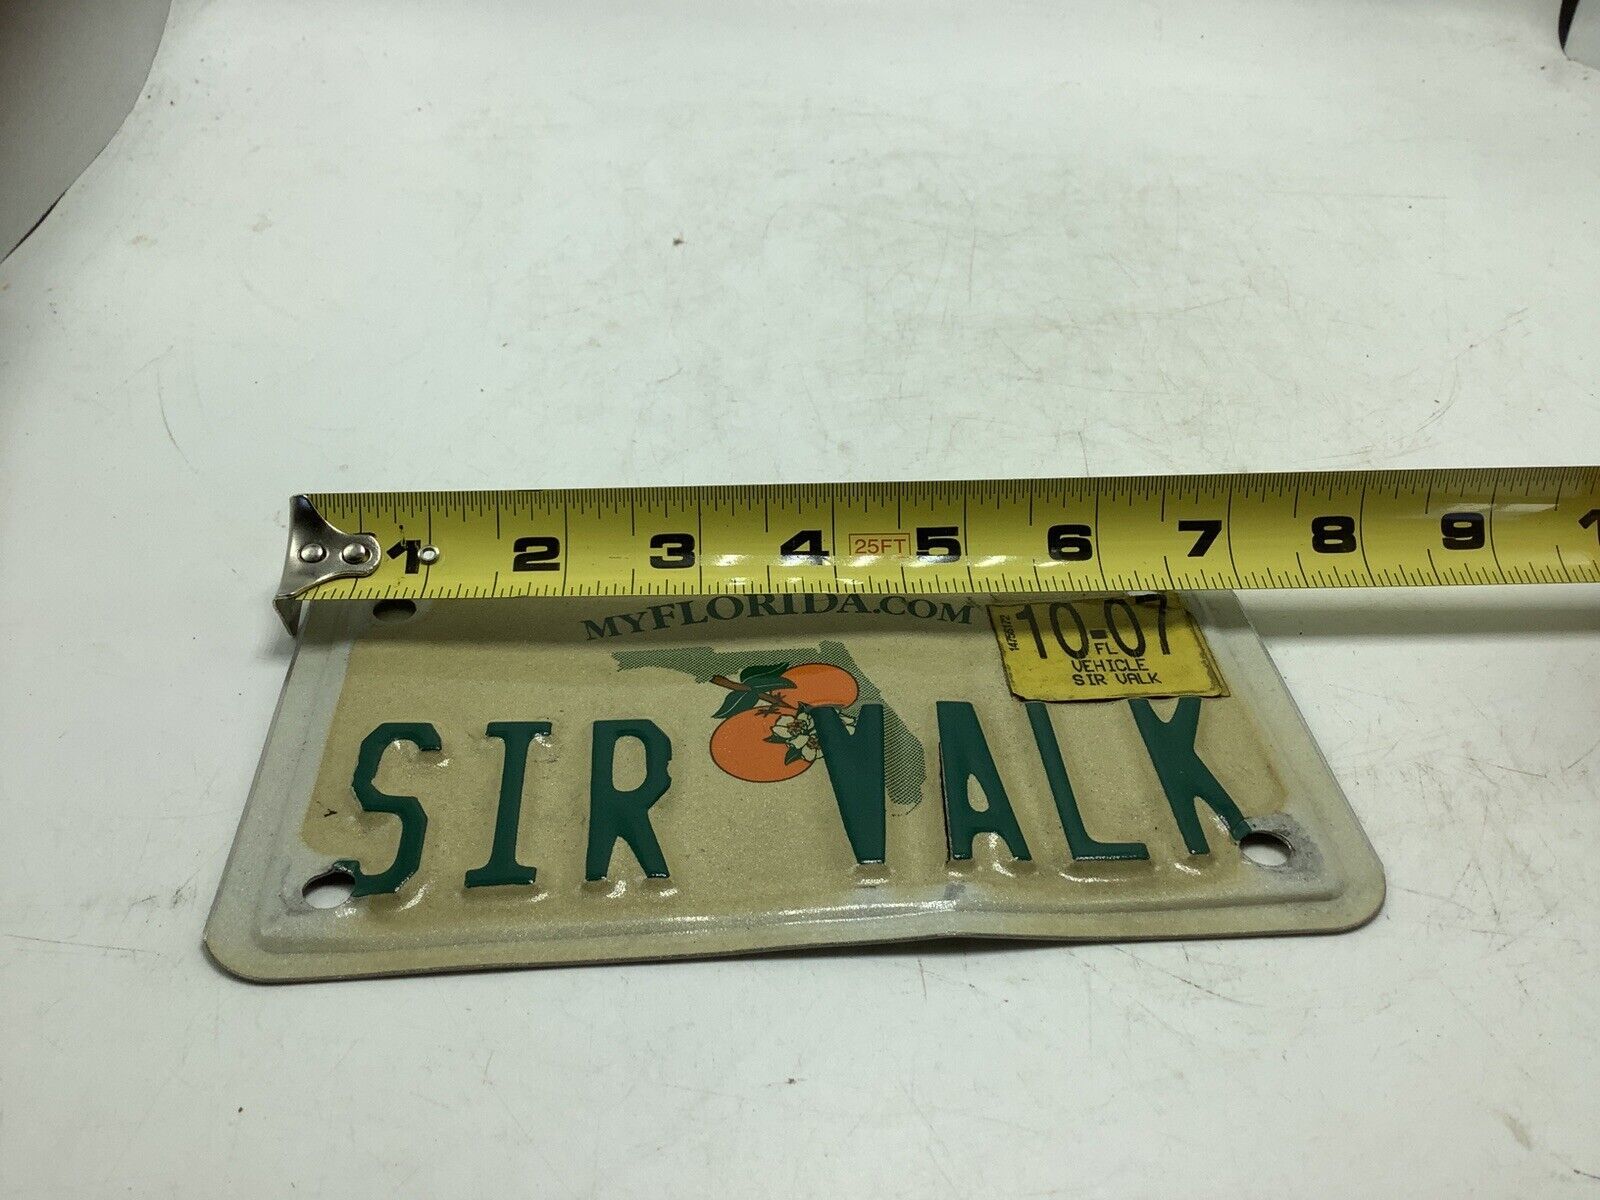 1 2 3 4 25FT 5 6 7 8 9 1
MYFLORIDA.COM
10-07
FL
VEHICLE
SIR VALK
SIR VALK